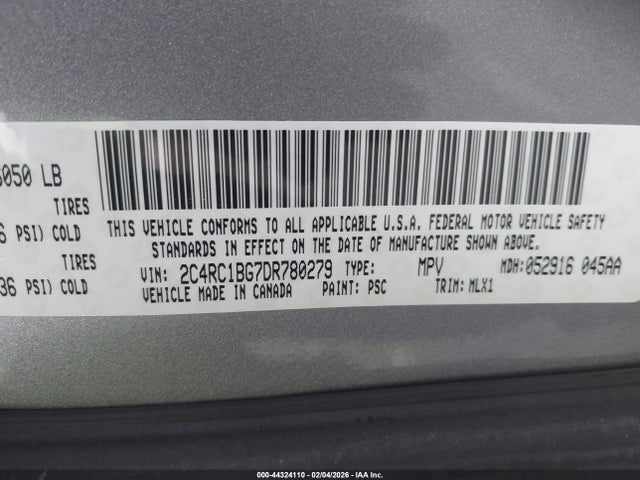 6050 LB
TIRES
6 PSI) COLD
TIRES
36 PSI) COLD
THIS VEHICLE CONFORMS TO ALL APPLICABLE U.S.A. FEDERAL MOTOR VEHICLE SAFETY
STANDARDS IN EFFECT ON THE DATE OF MANUFACTURE SHOWN ABOVE.
VIN: 2C4RC1BG7DR780279 TYPE: MPV MDH:052916 045AA
VEHICLE MADE IN CANADA PAINT: PSC TRIM: MLX1
000-44324110 - 02/04/2026 - IAA Inc.